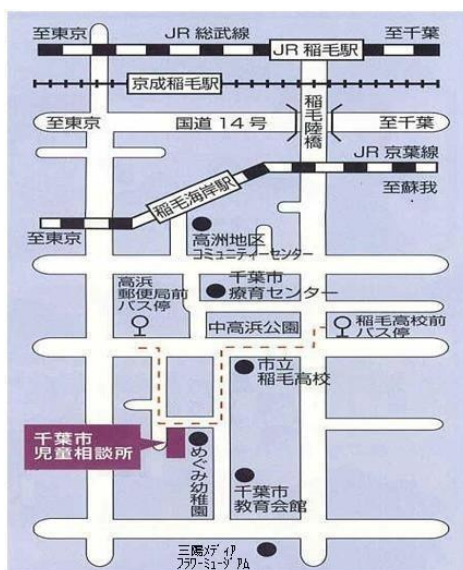 至東京
JR 総武線
JR 稲毛駅
至千葉
京成稲毛駅
至東京
国道 14 号
稲毛陸橋
至千葉
JR 京葉線
至蘇我
稲毛海岸駅
至東京
高洲地区
コミュニティーセンター
高浜
郵便局前
バス停
千葉市
療育センター
中高浜公園
稲毛高校前
バス停
市立
稲毛高校
千葉市
児童相談所
めぐみ幼稚園
千葉市
教育会館
三陽メディア
フラワーミュージアム